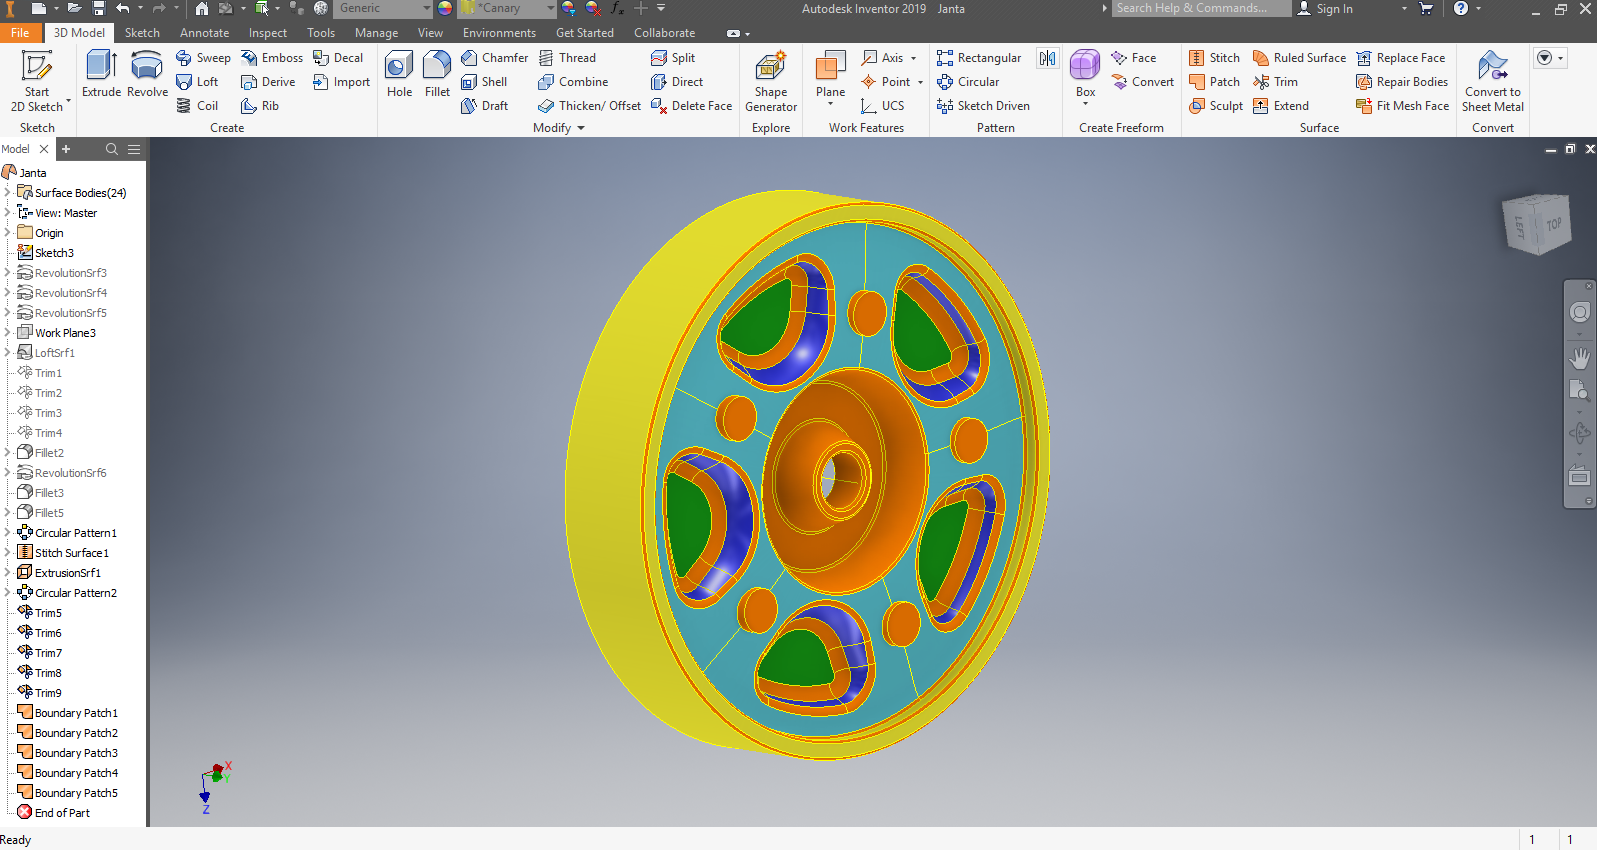 Generic
*Canary
fx
Autodesk Inventor 2019 Janta
Search Help & Commands...
Sign In
?
File 3D Model Sketch Annotate Inspect Tools Manage View Environments Get Started Collaborate
Start
2D Sketch
Sketch
Extrude
Revolve
Sweep
Loft
Coil
Emboss
Derive
Rib
Decal
Import
Create
Hole
Fillet
Chamfer
Shell
Draft
Thread
Combine
Thicken/ Offset
Split
Direct
Delete Face
Modify
Shape
Generator
Explore
Plane
Axis
Point
UCS
Work Features
Rectangular
Circular
Sketch Driven
Pattern
Box
Face
Convert
Create Freeform
Stitch
Patch
Sculpt
Ruled Surface
Trim
Extend
Replace Face
Repair Bodies
Fit Mesh Face
Surface
Convert to
Sheet Metal
Convert
Model
Janta
Surface Bodies(24)
View: Master
Origin
Sketch3
RevolutionSrf3
RevolutionSrf4
RevolutionSrf5
Work Plane3
LoftSrf1
Trim1
Trim2
Trim3
Trim4
Fillet2
RevolutionSrf6
Fillet3
Fillet5
Circular Pattern1
Stitch Surface1
ExtrusionSrf1
Circular Pattern2
Trim5
Trim6
Trim7
Trim8
Trim9
Boundary Patch1
Boundary Patch2
Boundary Patch3
Boundary Patch4
Boundary Patch5
End of Part
LEFT
TOP
X
Y
Z
Ready
1 1